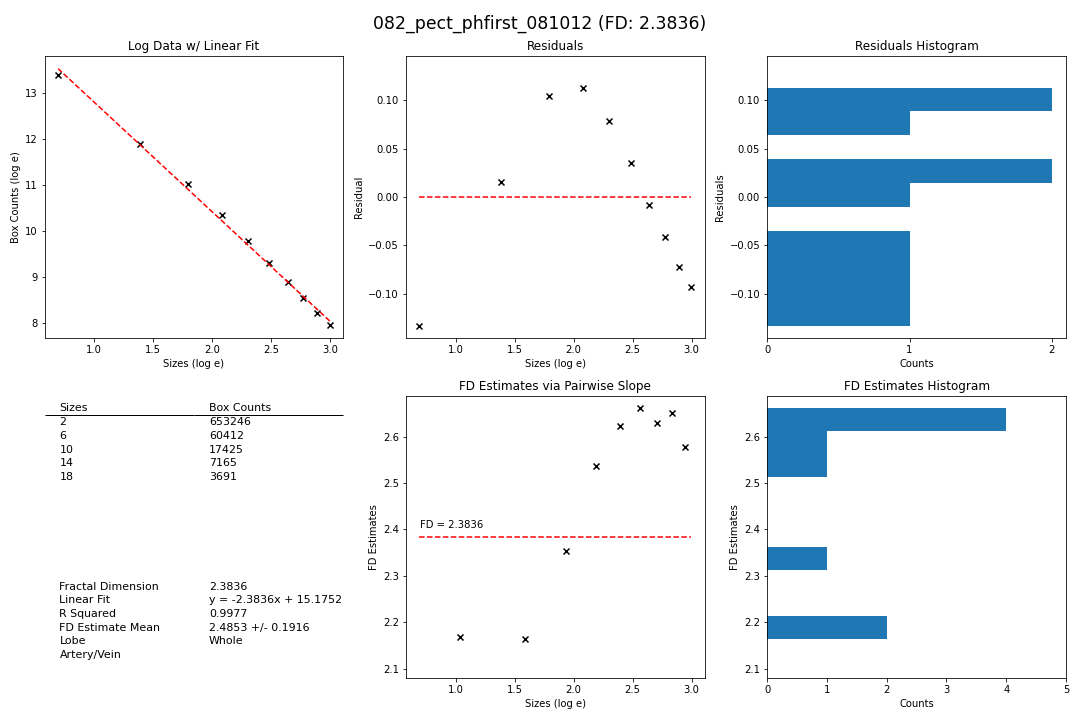 082_pect_phfirst_081012 (FD: 2.3836)
Log Data w/ Linear Fit
13
12
11
10
9
8
Box Counts (log e)
1.0 1.5 2.0 2.5 3.0
Sizes (log e)
Residuals
0.10
0.05
0.00
−0.05
−0.10
Residual
1.0 1.5 2.0 2.5 3.0
Sizes (log e)
Residuals Histogram
0.10
0.05
0.00
−0.05
−0.10
Residuals
0 1 2
Counts
Sizes Box Counts
2 653246
6 60412
10 17425
14 7165
18 3691
Fractal Dimension 2.3836
Linear Fit y = -2.3836x + 15.1752
R Squared 0.9977
FD Estimate Mean 2.4853 +/- 0.1916
Lobe Whole
Artery/Vein
FD Estimates via Pairwise Slope
2.6
2.5
2.4
2.3
2.2
2.1
FD Estimates
FD = 2.3836
1.0 1.5 2.0 2.5 3.0
Sizes (log e)
FD Estimates Histogram
2.6
2.5
2.4
2.3
2.2
2.1
FD Estimates
0 1 2 3 4 5
Counts